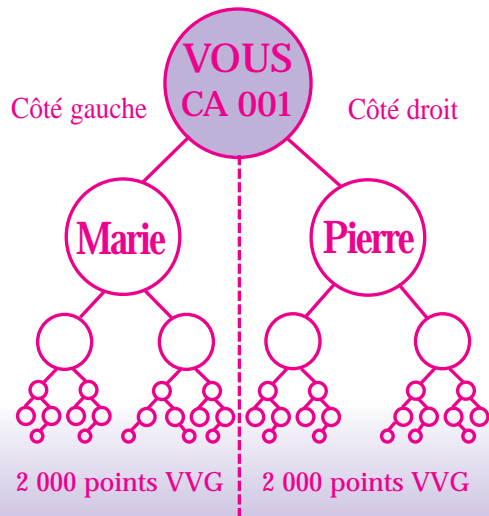 VOUS
CA 001
Côté gauche
Côté droit
Marie
Pierre
2 000 points VVG
2 000 points VVG